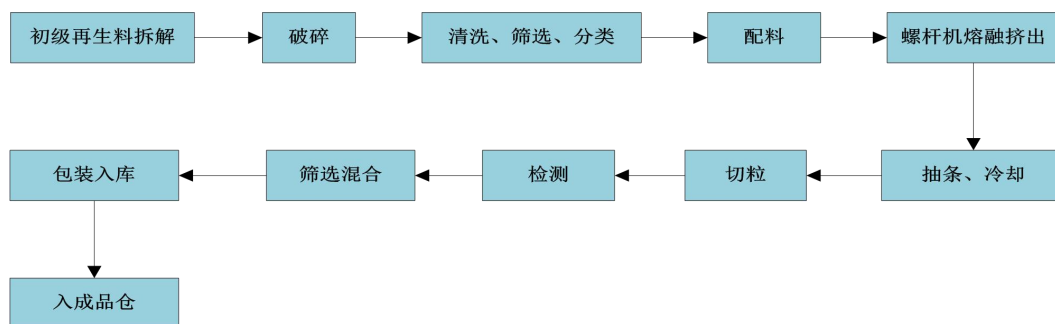 初级再生料拆解
破碎
清洗、筛选、分类
配料
螺杆机熔融挤出
抽条、冷却
切粒
检测
筛选混合
包装入库
入成品仓